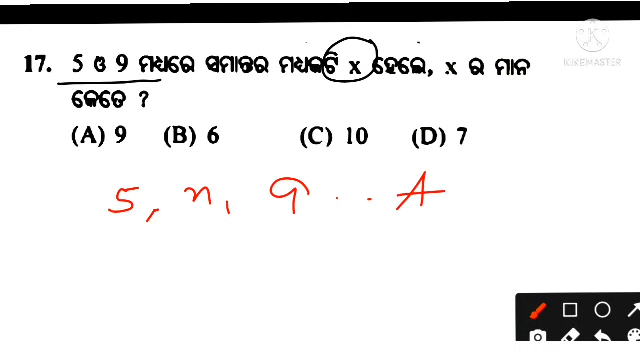 KINEMASTER
17. 5 ଓ 9 ମଧ୍ୟରେ ସମାନ୍ତର ମଧ୍ୟକଟି x ହେଲେ, x ର ମାନ
କେତେ ?
(A) 9 (B) 6 (C) 10 (D) 7
5, x, 9 .. A